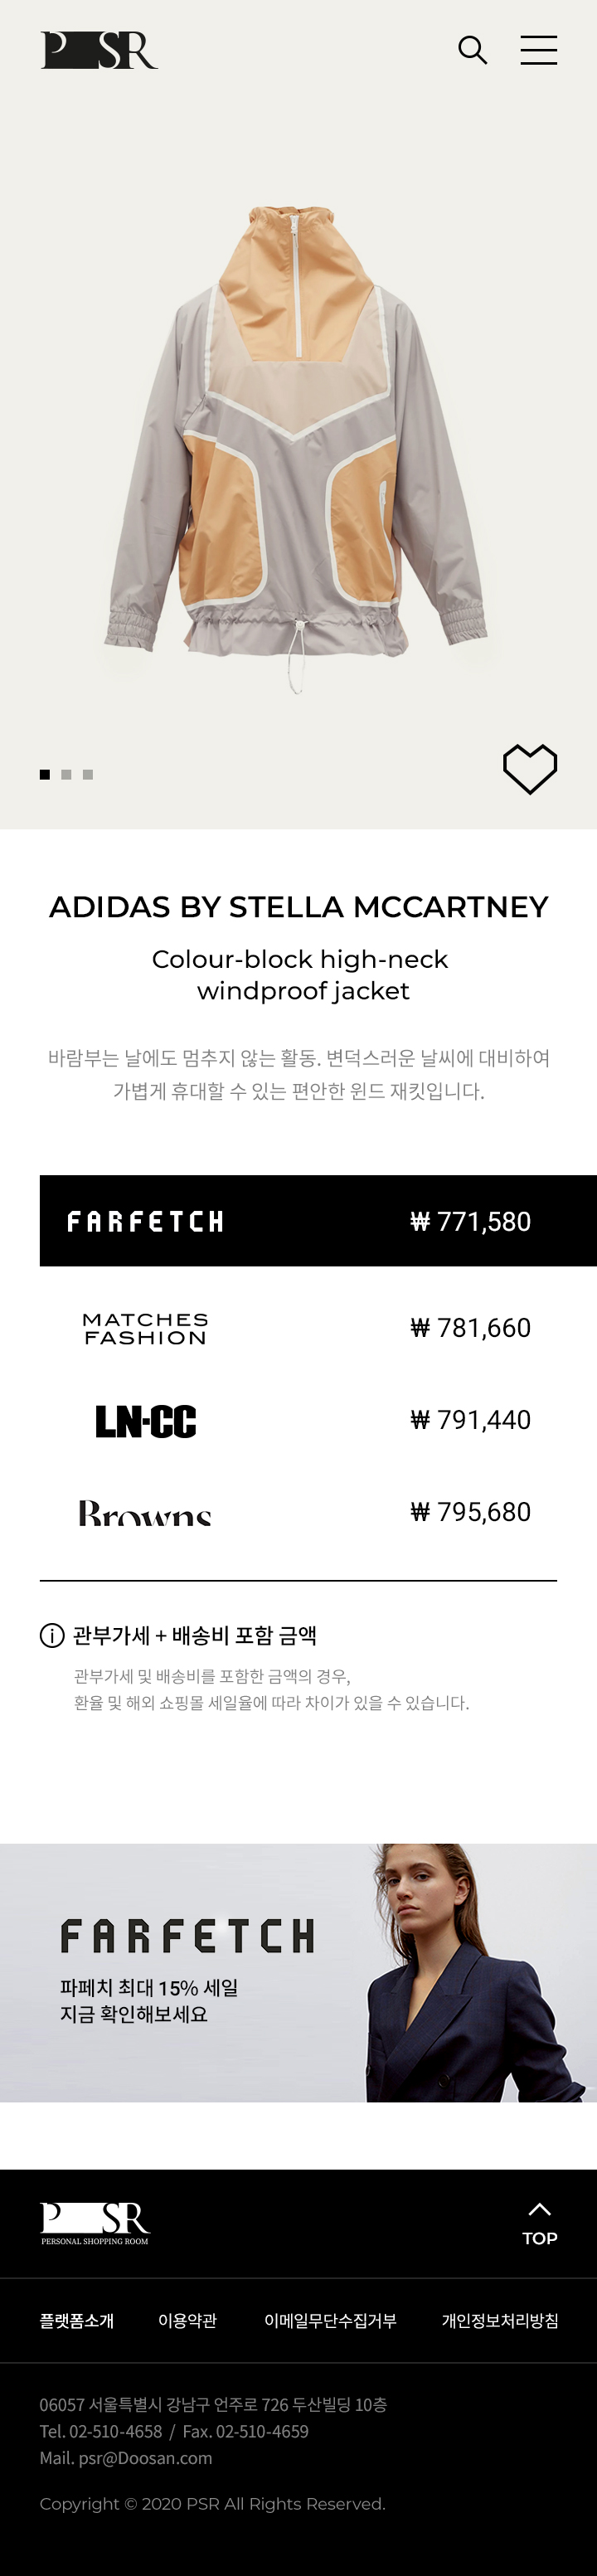 PSR
ADIDAS BY STELLA MCCARTNEY
Colour-block high-neck
windproof jacket
바람부는 날에도 멈추지 않는 활동. 변덕스러운 날씨에 대비하여
가볍게 휴대할 수 있는 편안한 윈드 재킷입니다.
FARFETCH ₩ 771,580
MATCHES
FASHION ₩ 781,660
LN-CC ₩ 791,440
Browns ₩ 795,680
관부가세 + 배송비 포함 금액
관부가세 및 배송비를 포함한 금액의 경우,
환율 및 해외 쇼핑몰 세일율에 따라 차이가 있을 수 있습니다.
FARFETCH
파페치 최대 15% 세일
지금 확인해보세요
PSR
PERSONAL SHOPPING ROOM
TOP
플랫폼소개 이용약관 이메일무단수집거부 개인정보처리방침
06057 서울특별시 강남구 언주로 726 두산빌딩 10층
Tel. 02-510-4658 / Fax. 02-510-4659
Mail. psr@Doosan.com
Copyright © 2020 PSR All Rights Reserved.